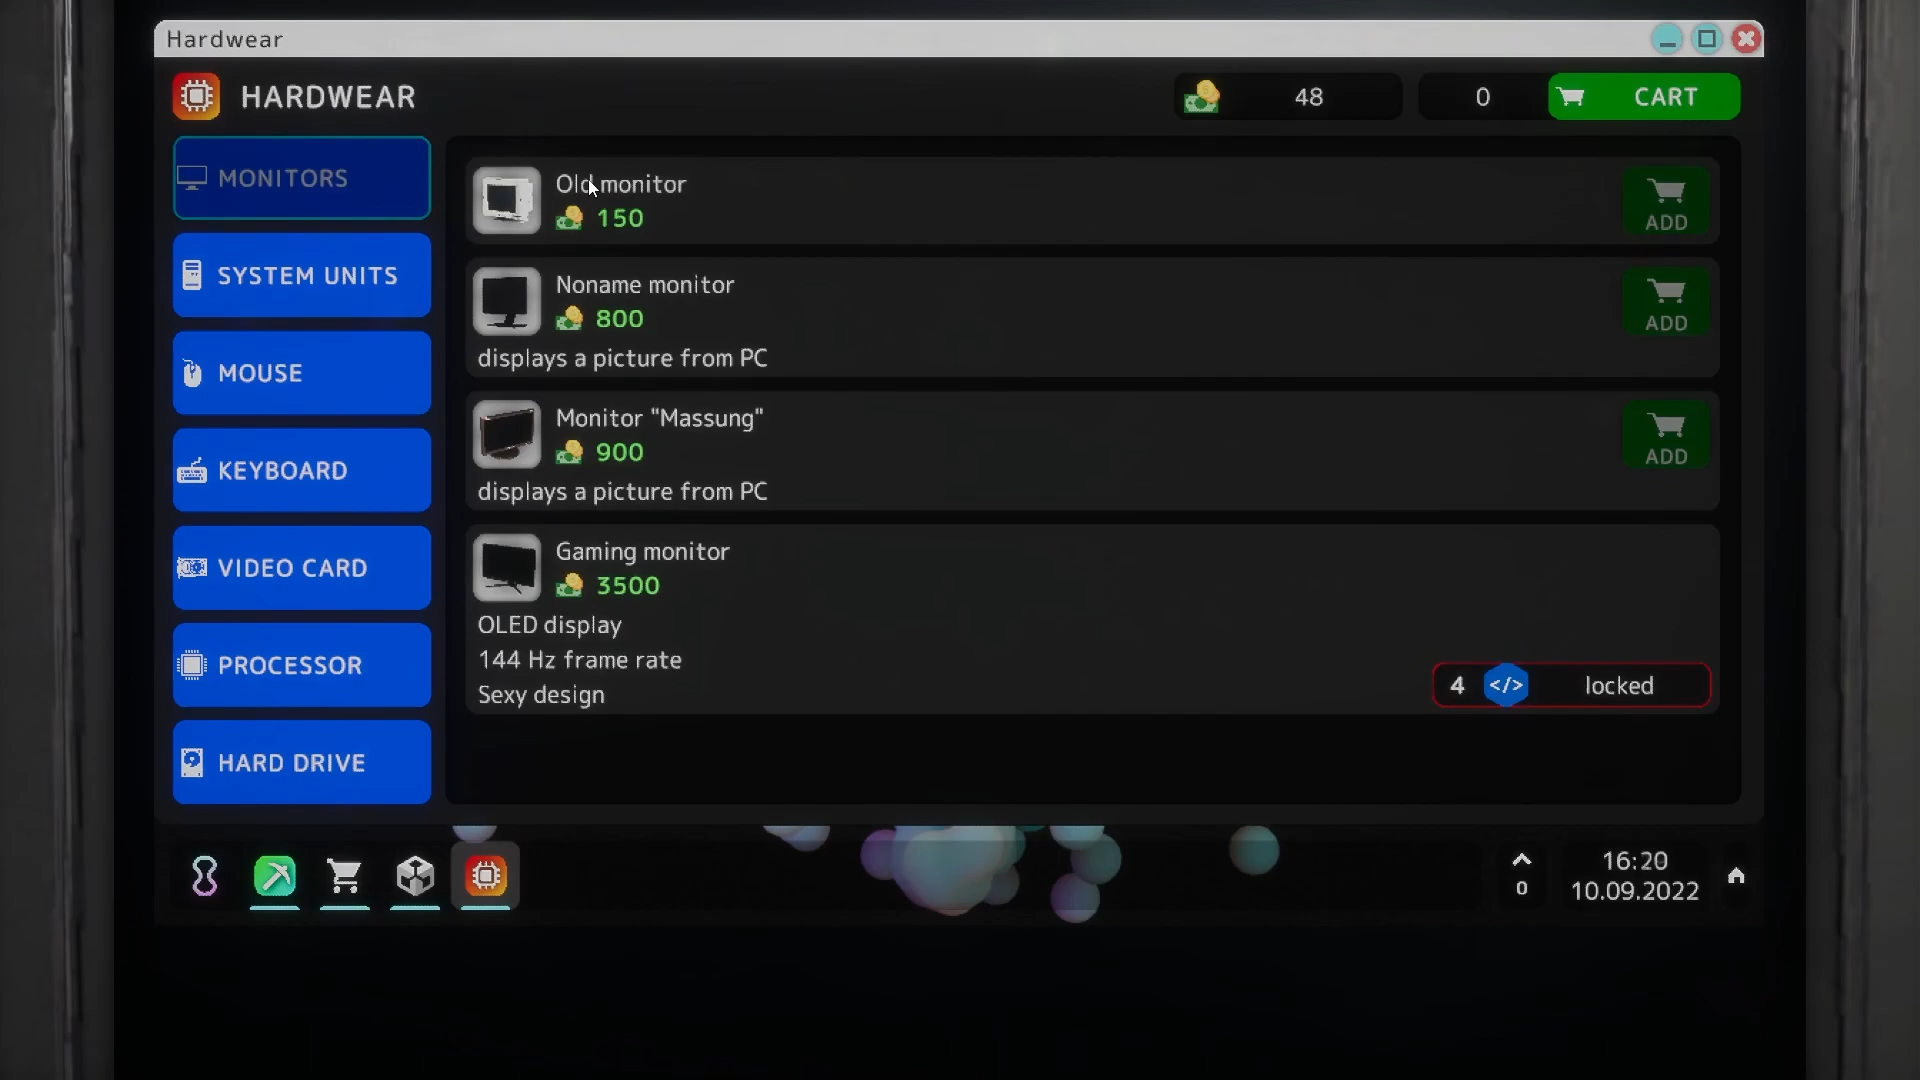 Hardwear
HARDWEAR
48
0
CART
MONITORS
SYSTEM UNITS
MOUSE
KEYBOARD
VIDEO CARD
PROCESSOR
HARD DRIVE
Old monitor
150
ADD
Noname monitor
800
displays a picture from PC
ADD
Monitor "Massung"
900
displays a picture from PC
ADD
Gaming monitor
3500
OLED display
144 Hz frame rate
Sexy design
4 </> locked
0
16:20
10.09.2022